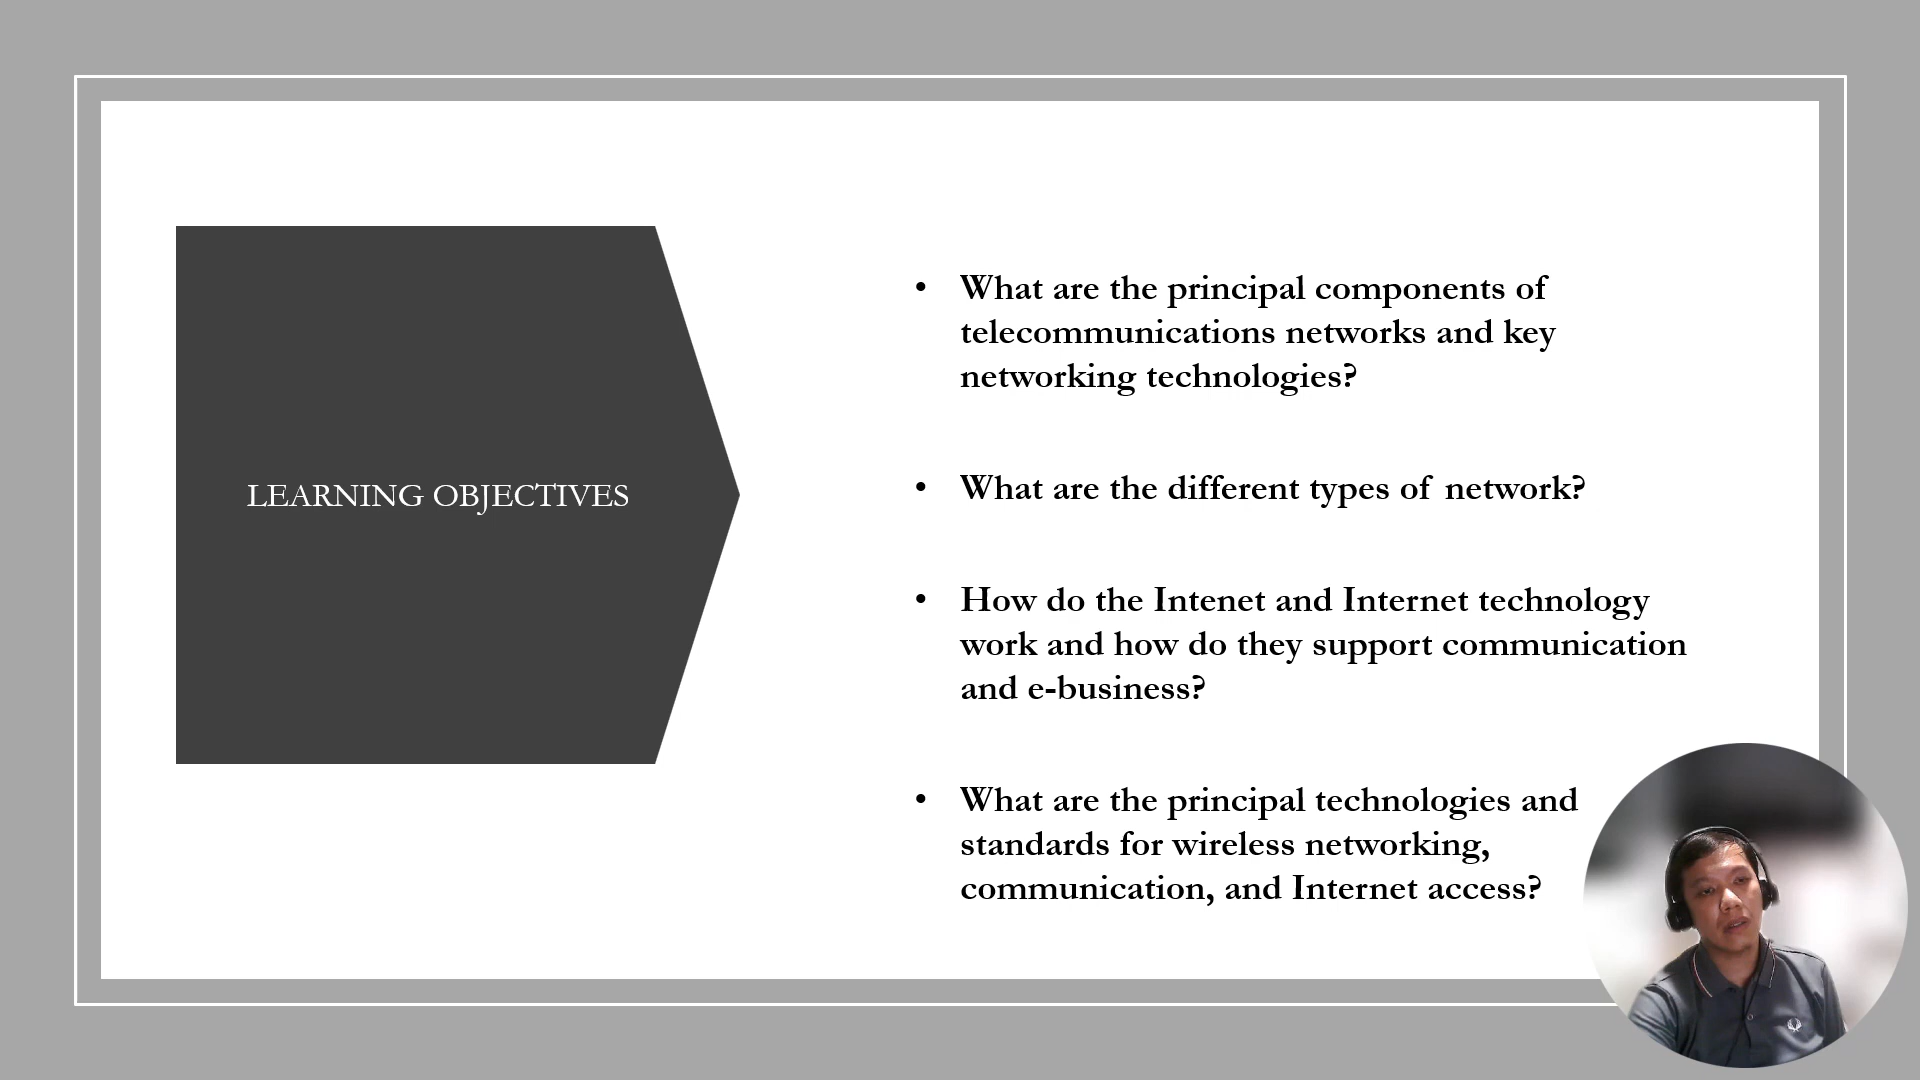 LEARNING OBJECTIVES
• What are the principal components of
telecommunications networks and key
networking technologies?
• What are the different types of network?
• How do the Intenet and Internet technology
work and how do they support communication
and e-business?
• What are the principal technologies and
standards for wireless networking,
communication, and Internet access?